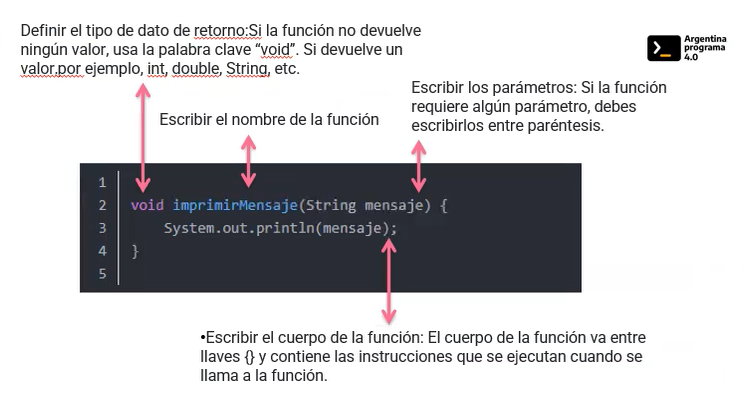 Definir el tipo de dato de retorno:Si la función no devuelve
ningún valor, usa la palabra clave “void”. Si devuelve un
valor,por ejemplo, int, double, String, etc.
Argentina
programa
4.0
Escribir los parámetros: Si la función
requiere algún parámetro, debes
escribirlos entre paréntesis.
Escribir el nombre de la función
1
2 void imprimirMensaje(String mensaje) {
3 System.out.println(mensaje);
4 }
5
•Escribir el cuerpo de la función: El cuerpo de la función va entre
llaves {} y contiene las instrucciones que se ejecutan cuando se
llama a la función.